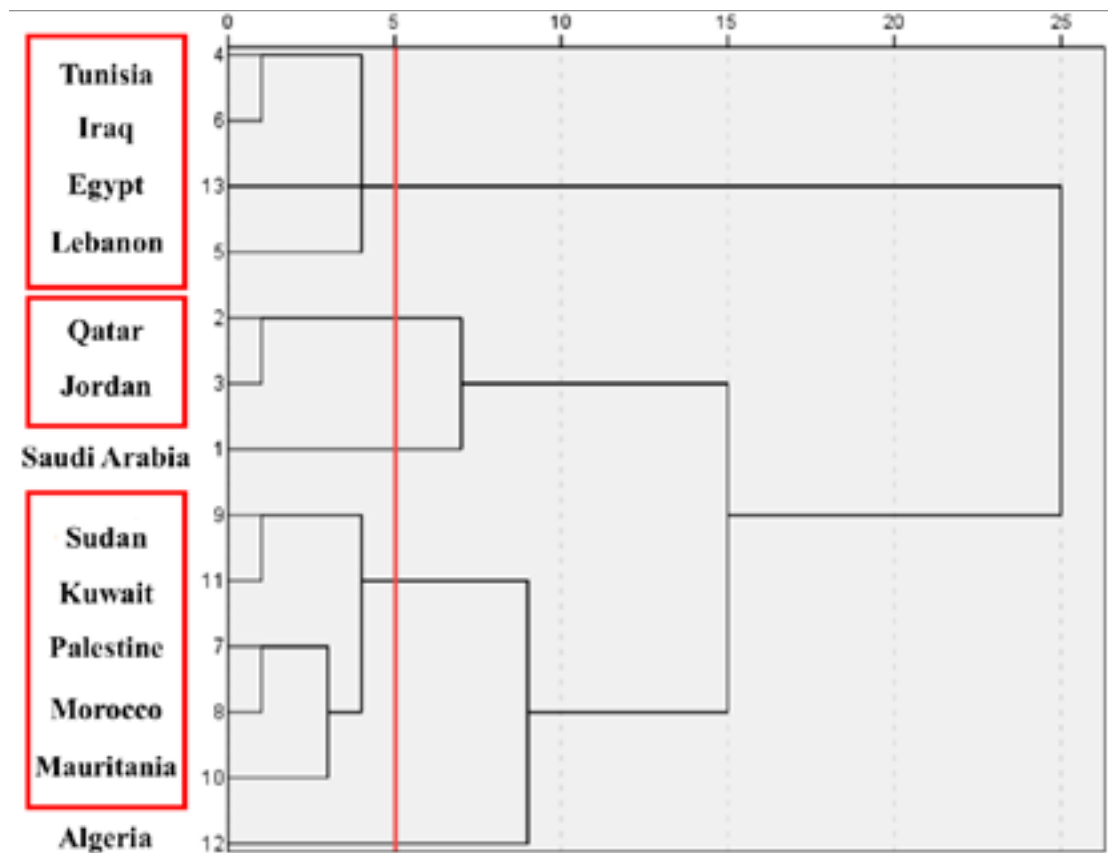 0 5 10 15 20 25
Tunisia 4
Iraq 6
Egypt 13
Lebanon 5
Qatar 2
Jordan 3
Saudi Arabia 1
Sudan 9
Kuwait 11
Palestine 7
Morocco 8
Mauritania 10
Algeria 12